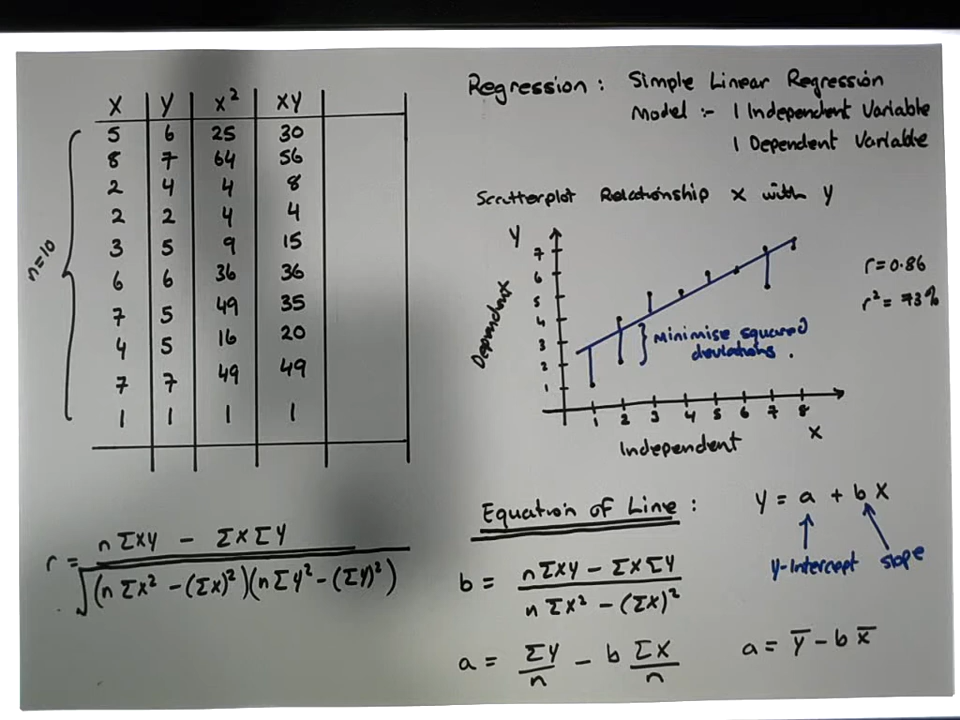 X Y X² XY
5 6 25 30
8 7 64 56
2 4 4 8
2 2 4 4
3 5 9 15
6 6 36 36
7 5 49 35
4 5 16 20
7 7 49 49
1 1 1 1
n=10
r = nΣXY - ΣXΣY / √(nΣX² - (ΣX)²)(nΣY² - (ΣY)²)
Regression : Simple Linear Regression
Model :- 1 Independent Variable
1 Dependent Variable
Scatterplot Relationship X with Y
Y
7
6
5
4
3
2
1
Dependent
1 2 3 4 5 6 7 8
X
Independent
Minimise squared
deviations.
r = 0.86
r² = 73%
Equation of Line :
Y = a + b X
Y-Intercept slope
b = nΣXY - ΣXΣY / nΣX² - (ΣX)²
a = ΣY/n - b ΣX/n
a = Y̅ - b X̅